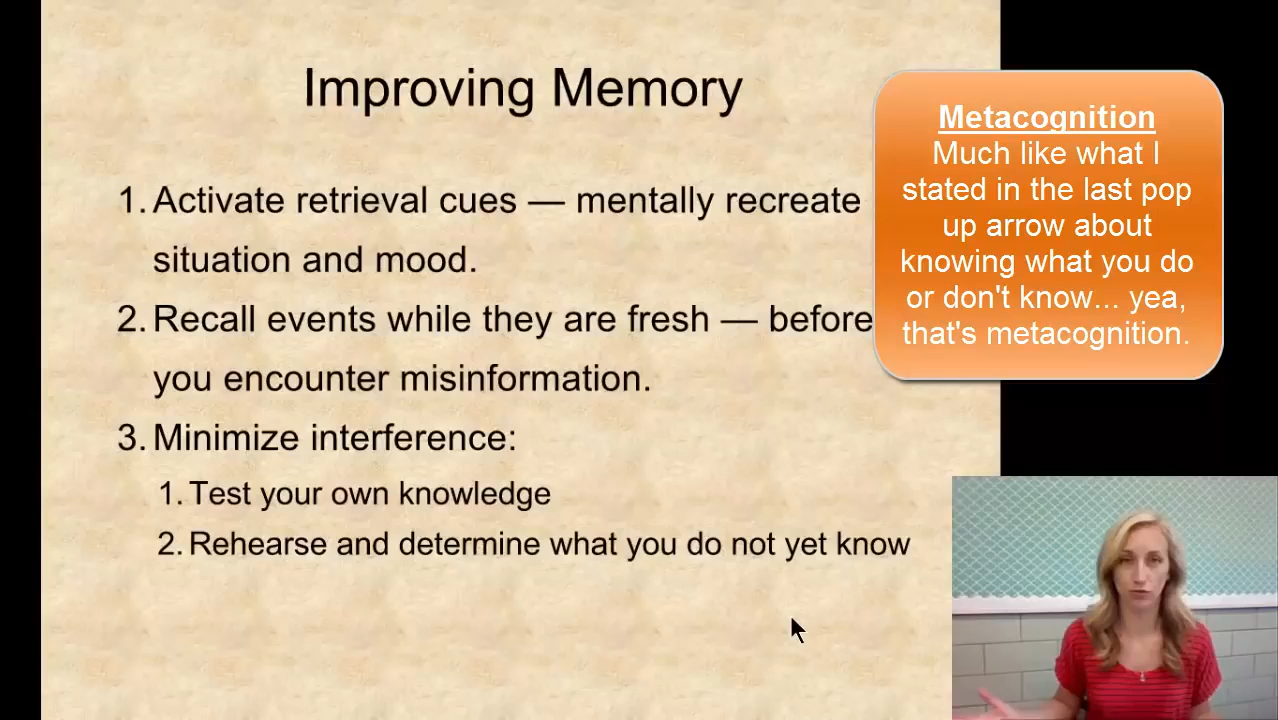 Improving Memory
1. Activate retrieval cues — mentally recreate
situation and mood.
2. Recall events while they are fresh — before
you encounter misinformation.
3. Minimize interference:
1. Test your own knowledge
2. Rehearse and determine what you do not yet know
Metacognition
Much like what I
stated in the last pop
up arrow about
knowing what you do
or don't know... yea,
that's metacognition.